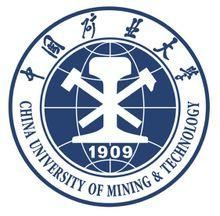 中国矿业大学
1909
CHINA UNIVERSITY OF MINING & TECHNOLOGY